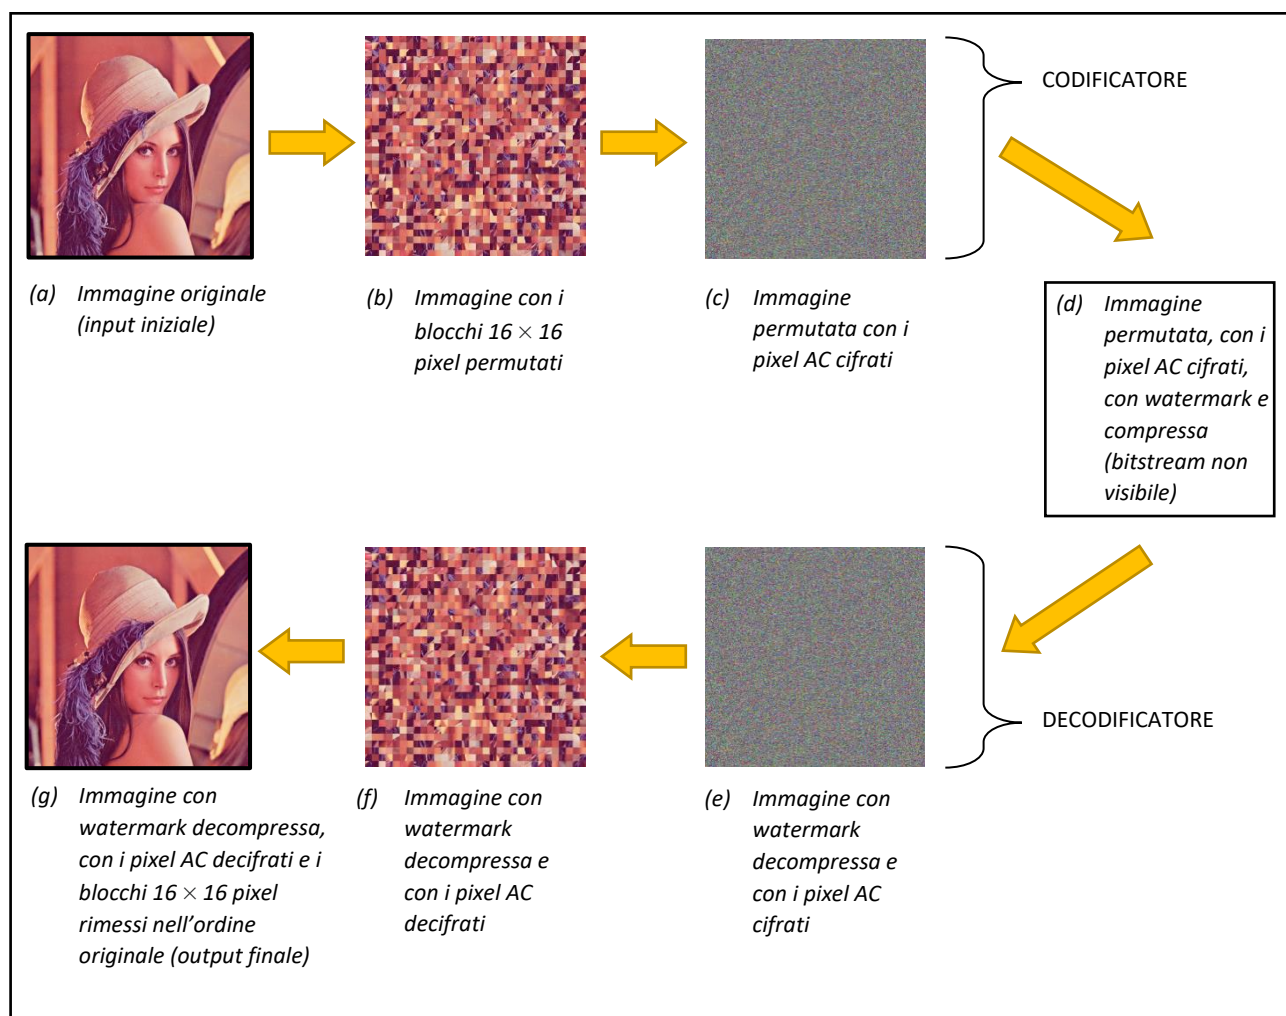 CODIFICATORE
(a) Immagine originale
(input iniziale)
(b) Immagine con i
blocchi 16 × 16
pixel permutati
(c) Immagine
permutata con i
pixel AC cifrati
(d) Immagine
permutata, con i
pixel AC cifrati,
con watermark e
compressa
(bitstream non
visibile)
DECODIFICATORE
(g) Immagine con
watermark decompressa,
con i pixel AC decifrati e i
blocchi 16 × 16 pixel
rimessi nell’ordine
originale (output finale)
(f) Immagine con
watermark
decompressa e
con i pixel AC
decifrati
(e) Immagine con
watermark
decompressa e
con i pixel AC
cifrati